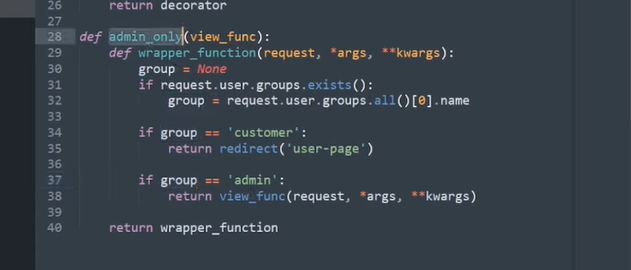 26 return decorator
27
28 def admin_only(view_func):
29 def wrapper_function(request, *args, **kwargs):
30 group = None
31 if request.user.groups.exists():
32 group = request.user.groups.all()[0].name
33
34 if group == 'customer':
35 return redirect('user-page')
36
37 if group == 'admin':
38 return view_func(request, *args, **kwargs)
39
40 return wrapper_function